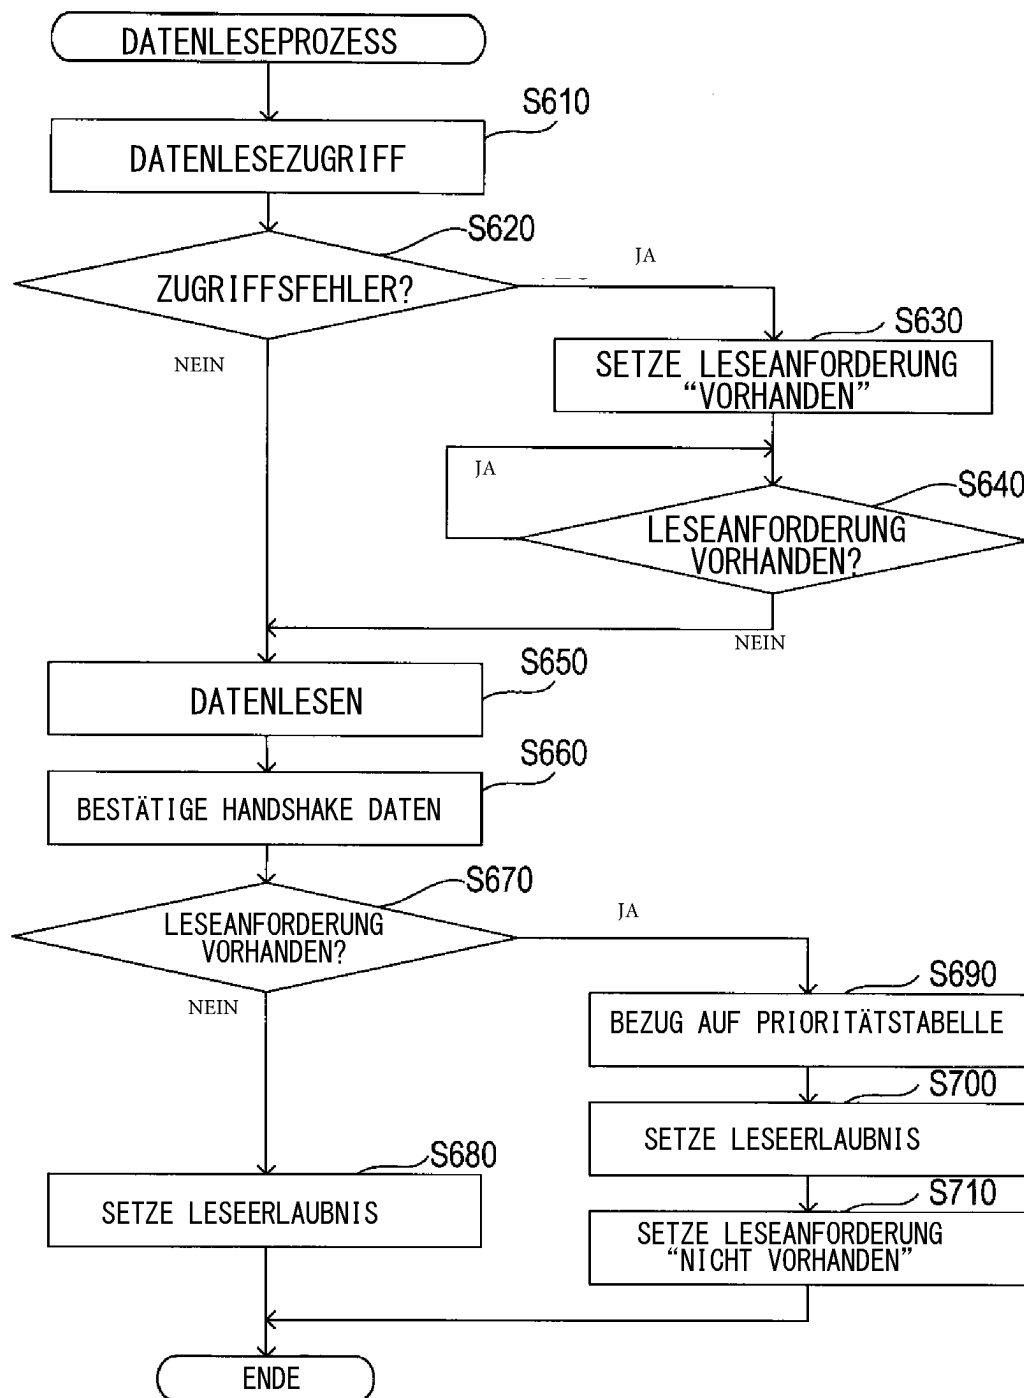 DATENLESEPROZESS
S610
DATENLESEZUGRIFF
S620
ZUGRIFFSFEHLER?
JA
NEIN
S630
SETZE LESEANFORDERUNG
“VORHANDEN”
JA
S640
LESEANFORDERUNG
VORHANDEN?
NEIN
S650
DATENLESEN
S660
BESTÄTIGE HANDSHAKE DATEN
S670
LESEANFORDERUNG
VORHANDEN?
JA
NEIN
S690
BEZUG AUF PRIORITÄTSTABELLE
S700
SETZE LESEERLAUBNIS
S680
SETZE LESEERLAUBNIS
S710
SETZE LESEANFORDERUNG
“NICHT VORHANDEN”
ENDE